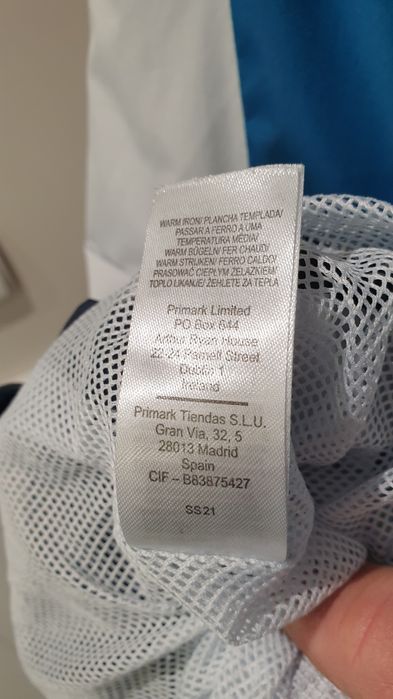 WARM IRON/ PLANCHA TEMPLADA/
PASSAR A FERRO A UMA
TEMPERATURA MÉDIA/
WARM BÜGELN/ FER CHAUD/
WARM STRIJKEN/ FERRO CALDO/
PRASOWAĆ CIEPŁYM ŻELAZKIEM/
TOPLO LIKANJE/ ŽEHLETE ZA TEPLA
Primark Limited
PO Box 644
Arthur Ryan House
22-24 Parnell Street
Dublin 1
Ireland
Primark Tiendas S.L.U.
Gran Via, 32, 5
28013 Madrid
Spain
CIF – B83875427
SS21